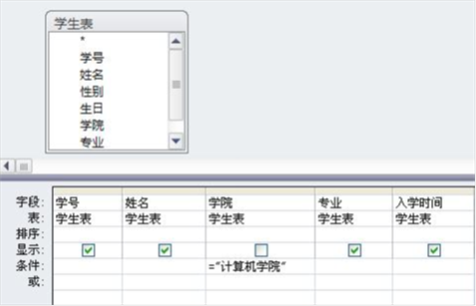 学生表
*
学号
姓名
性别
生日
学院
专业
字段: 学号 姓名 学院 专业 入学时间
表: 学生表 学生表 学生表 学生表 学生表
排序:
显示:
条件: ="计算机学院"
或: